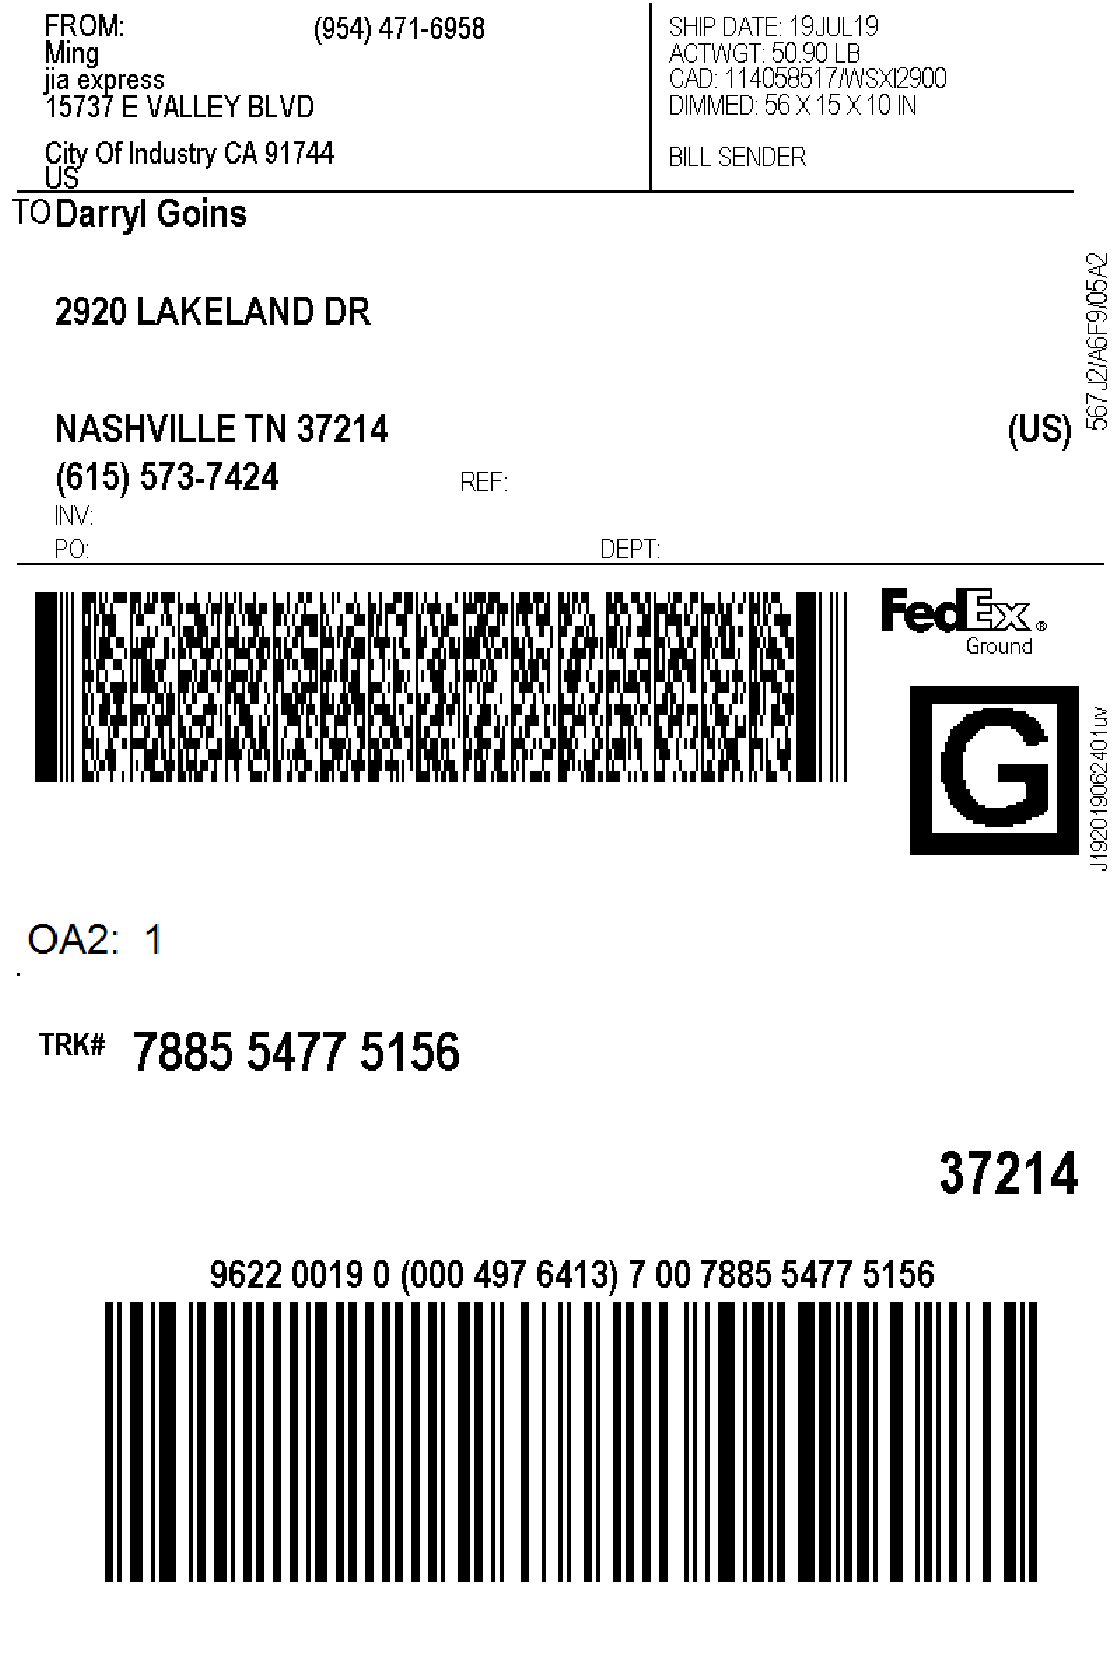 FROM: (954) 471-6958
Ming
jia express
15737 E VALLEY BLVD
City Of Industry CA 91744
US
SHIP DATE: 19JUL19
ACTWGT: 50.90 LB
CAD: 114058517/WSXI2900
DIMMED: 56 X 15 X 10 IN
BILL SENDER
TO Darryl Goins
2920 LAKELAND DR
NASHVILLE TN 37214 (US)
(615) 573-7424 REF:
INV:
PO: DEPT:
567J2/A6F9/05A2
FedEx®
Ground
G
J192019062401uv
OA2: 1
.
TRK# 7885 5477 5156
37214
9622 0019 0 (000 497 6413) 7 00 7885 5477 5156